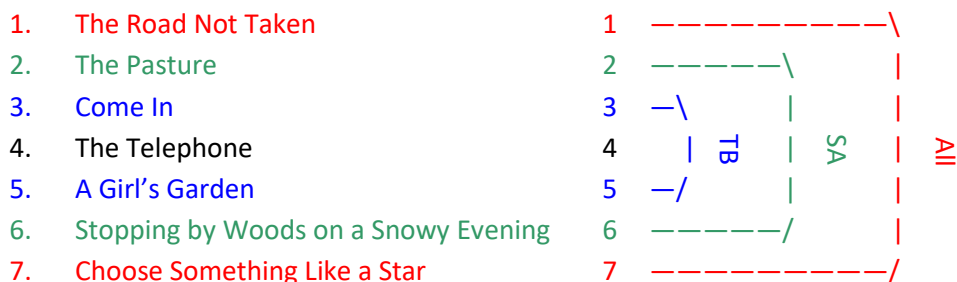 1. The Road Not Taken 1 —————————\
2. The Pasture 2 —————\ |
3. Come In 3 —\ | |
4. The Telephone 4 | TB | SA | All
5. A Girl’s Garden 5 —/ | |
6. Stopping by Woods on a Snowy Evening 6 —————/ |
7. Choose Something Like a Star 7 —————————/